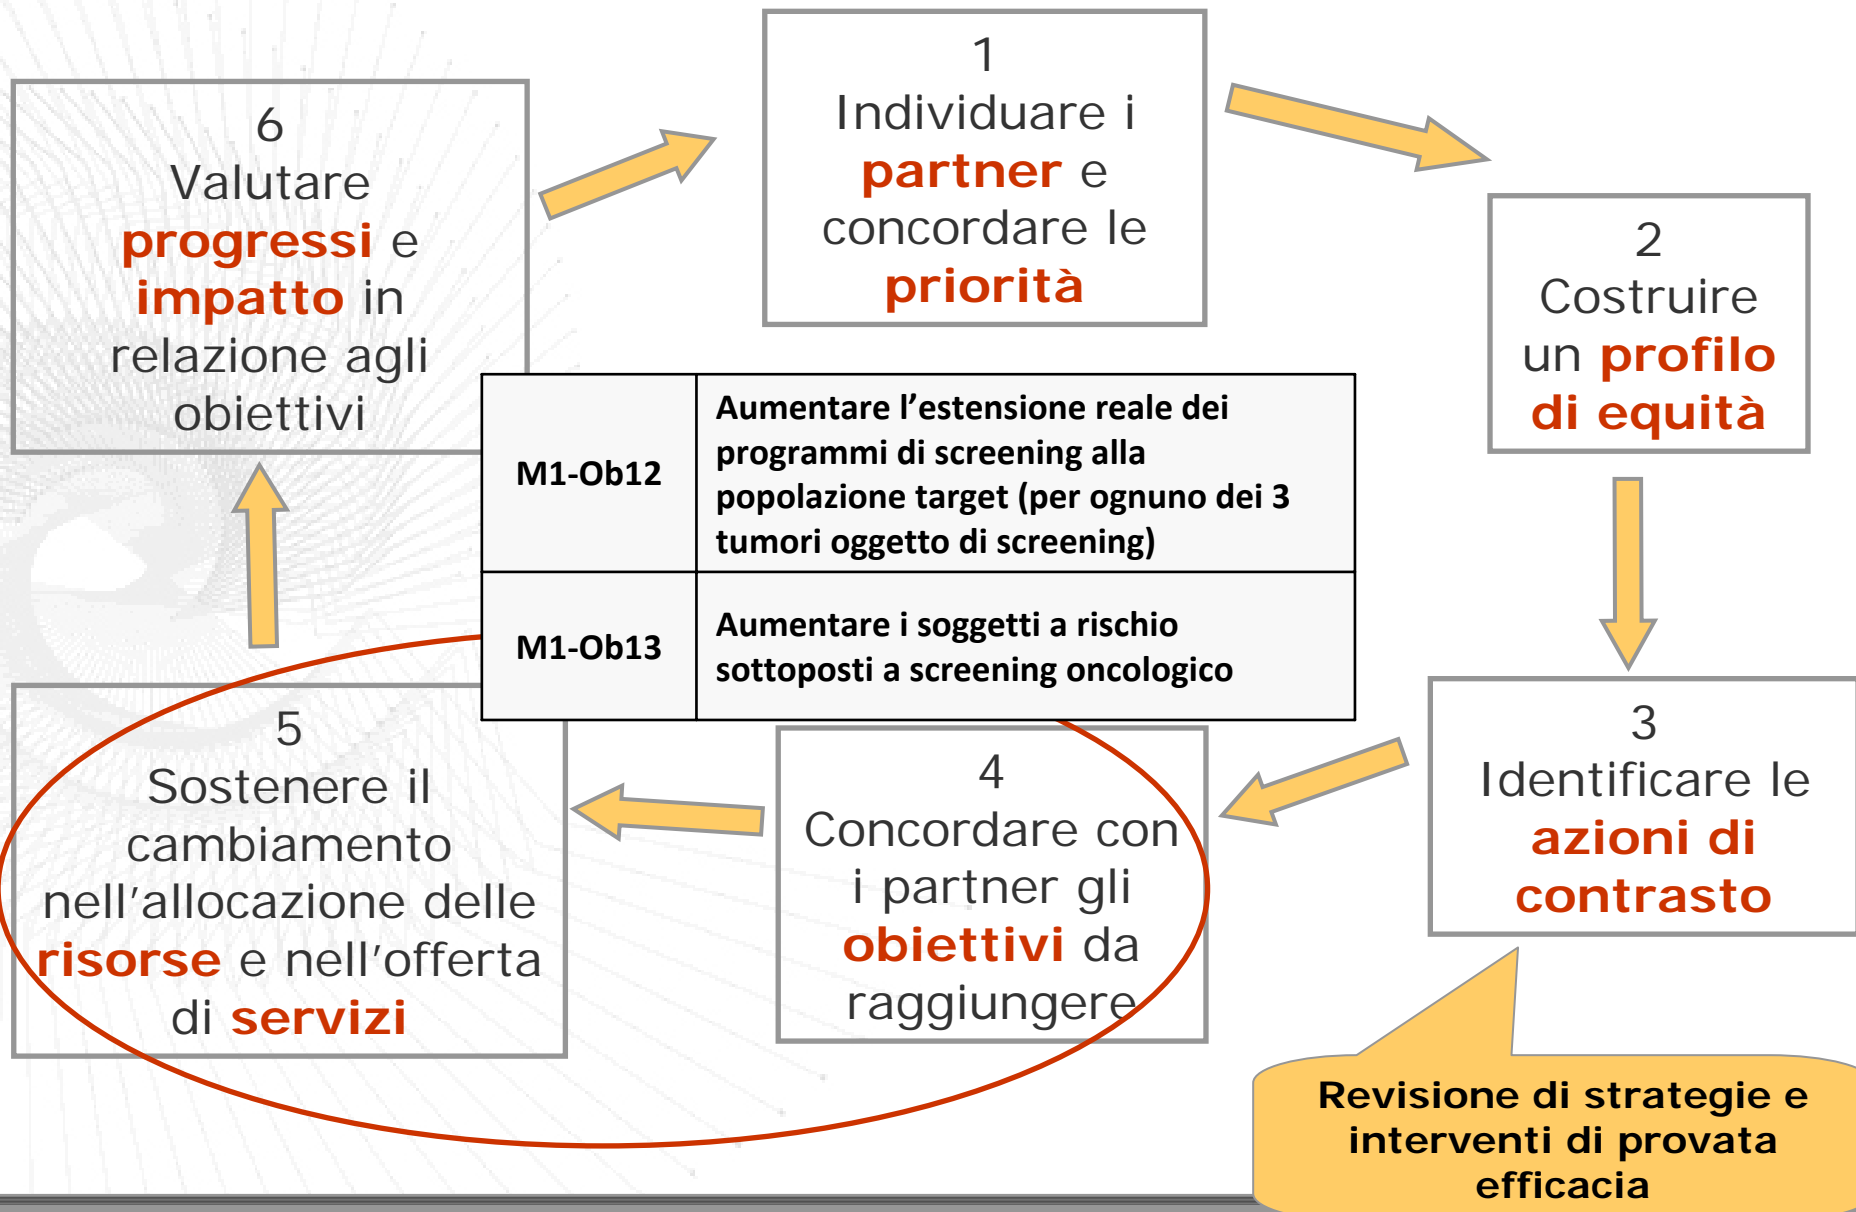 1
Individuare i
partner e
concordare le
priorità
2
Costruire
un profilo
di equità
3
Identificare le
azioni di
contrasto
Revisione di strategie e
interventi di provata
efficacia
4
Concordare con
i partner gli
obiettivi da
raggiungere
5
Sostenere il
cambiamento
nell'allocazione delle
risorse e nell'offerta
di servizi
6
Valutare
progressi e
impatto in
relazione agli
obiettivi
M1-Ob12
Aumentare l’estensione reale dei
programmi di screening alla
popolazione target (per ognuno dei 3
tumori oggetto di screening)
M1-Ob13
Aumentare i soggetti a rischio
sottoposti a screening oncologico